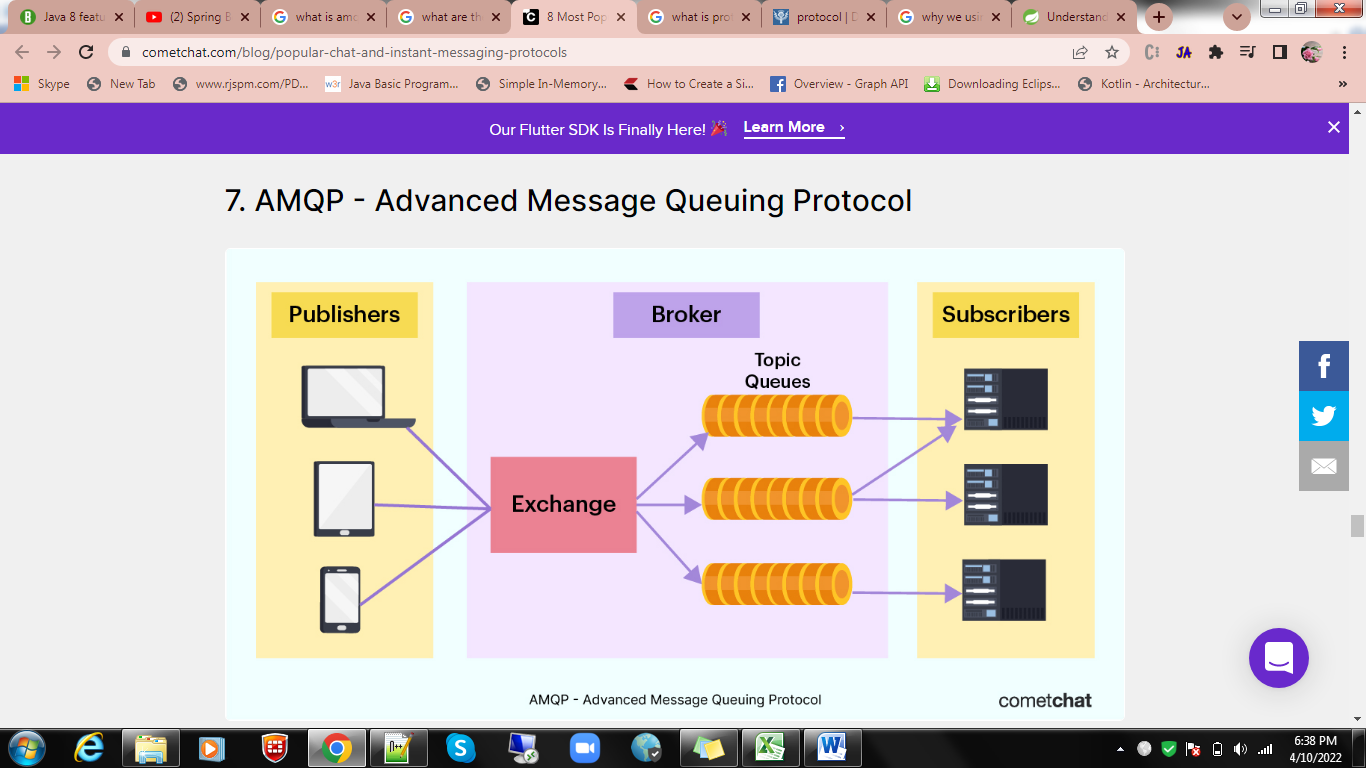 Java 8 featu
(2) Spring B
what is amq
what are the
8 Most Pop
what is prot
protocol | D
why we usin
Understand
cometchat.com/blog/popular-chat-and-instant-messaging-protocols
Skype
New Tab
www.rjspm.com/PD...
w3r
Java Basic Program...
Simple In-Memory...
How to Create a Si...
Overview - Graph API
Downloading Eclips...
Kotlin - Architectur...
»
Our Flutter SDK Is Finally Here! 🎉 Learn More ›
7. AMQP - Advanced Message Queuing Protocol
Publishers
Broker
Subscribers
Topic
Queues
Exchange
AMQP - Advanced Message Queuing Protocol
cometchat
6:38 PM
4/10/2022